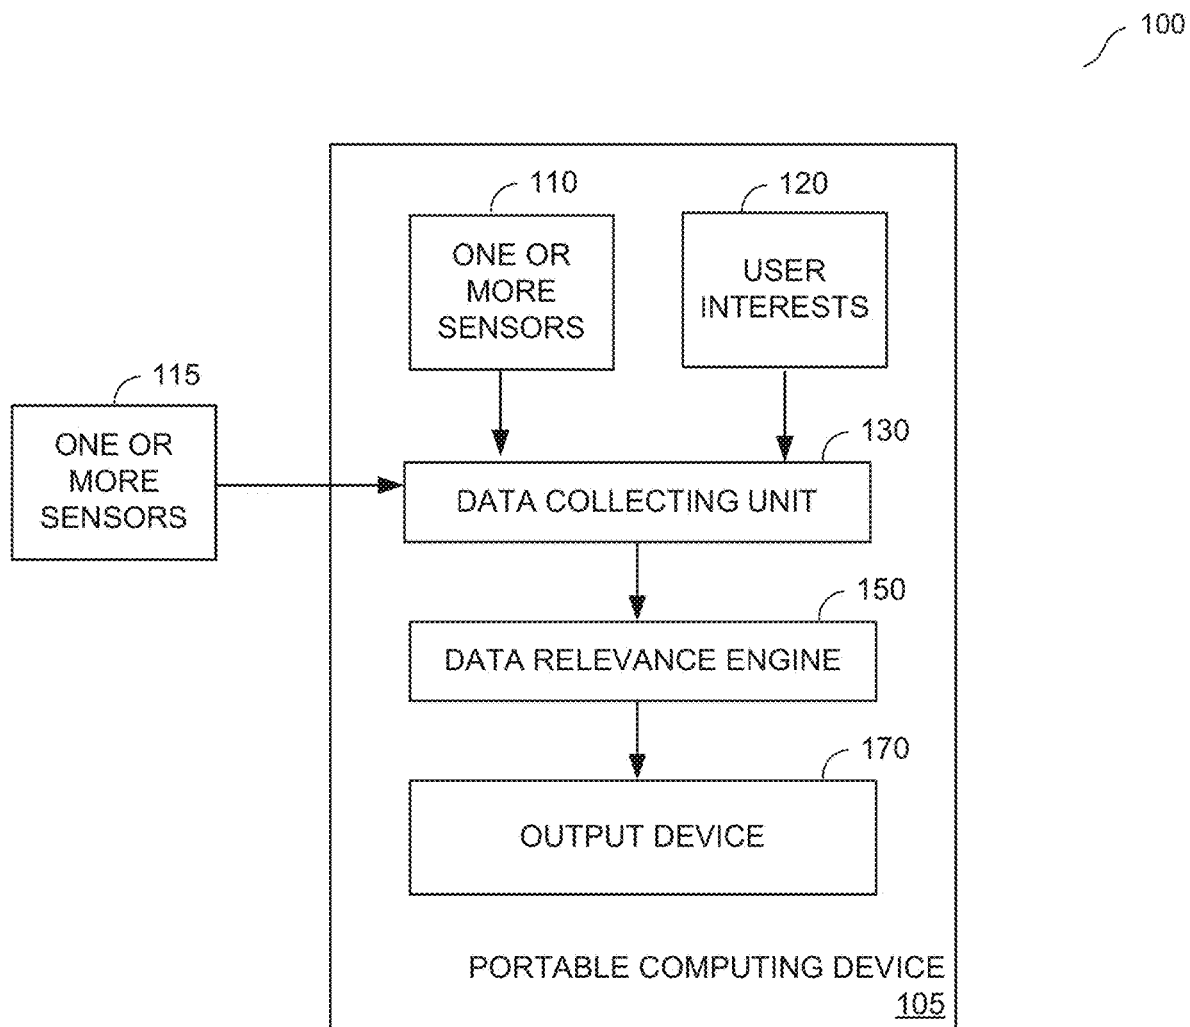 100
110
ONE OR
MORE
SENSORS
120
USER
INTERESTS
115
ONE OR
MORE
SENSORS
130
DATA COLLECTING UNIT
150
DATA RELEVANCE ENGINE
170
OUTPUT DEVICE
PORTABLE COMPUTING DEVICE
105